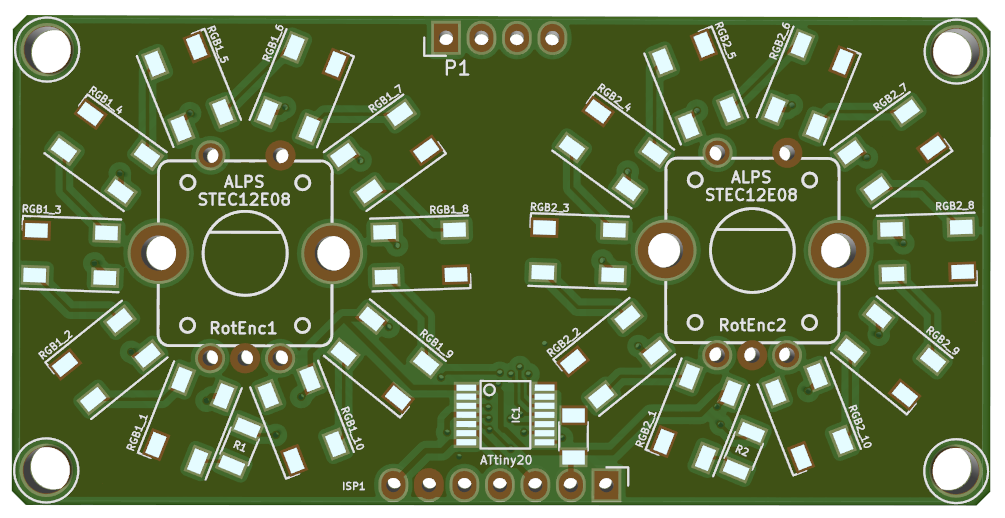 P1
RGB1_5
RGB1_6
RGB1_4
RGB1_7
RGB1_3
RGB1_8
ALPS
STEC12E08
RotEnc1
RGB1_2
RGB1_9
RGB1_1
R1
RGB1_10
RGB2_5
RGB2_6
RGB2_4
RGB2_7
RGB2_3
RGB2_8
ALPS
STEC12E08
RotEnc2
RGB2_2
RGB2_9
RGB2_1
R2
RGB2_10
IC1
ATtiny20
ISP1